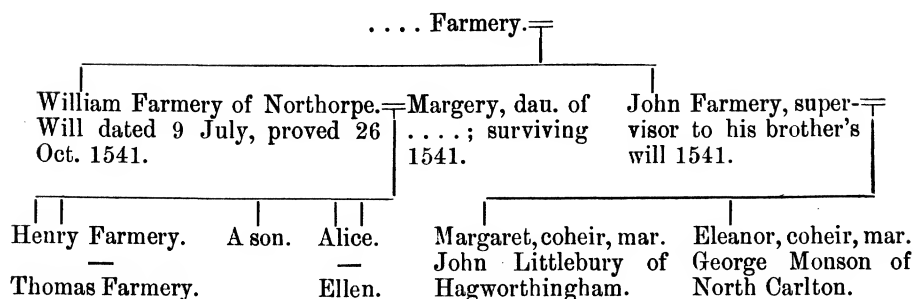 .... Farmery.=
William Farmery of Northorpe.=Margery, dau. of
Will dated 9 July, proved 26
Oct. 1541.
....; surviving
1541.
John Farmery, super-=
visor to his brother's
will 1541.
Henry Farmery.
—
Thomas Farmery.
A son.
Alice.
—
Ellen.
Margaret, coheir, mar.
John Littlebury of
Hagworthingham.
Eleanor, coheir, mar.
George Monson of
North Carlton.